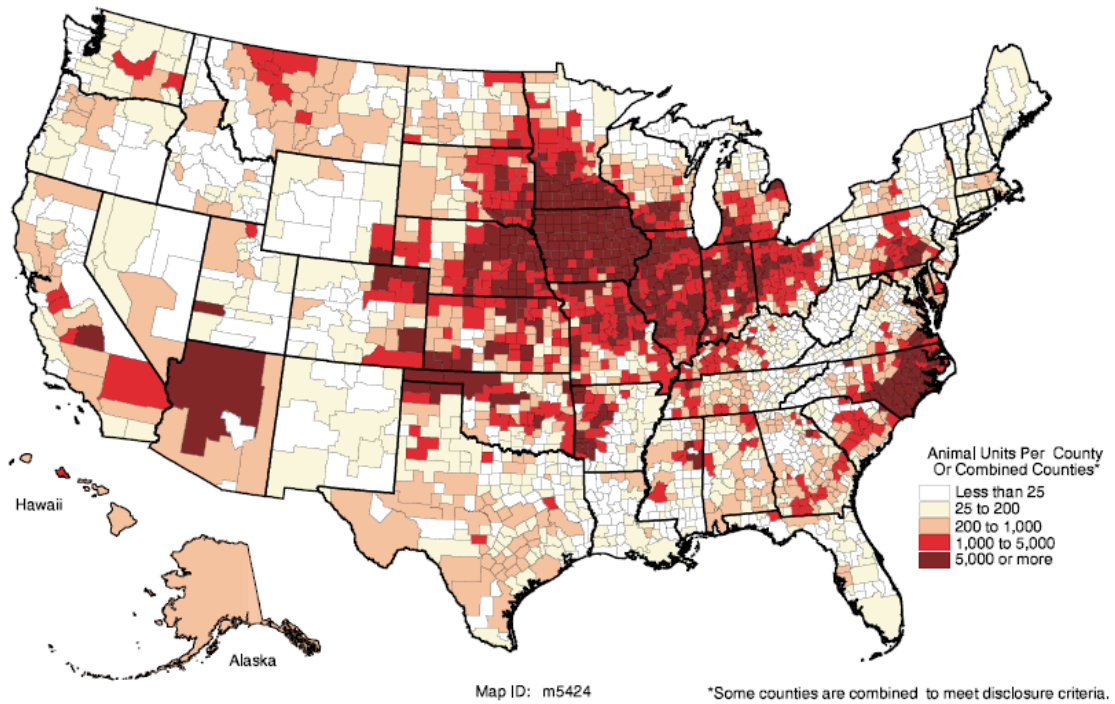 Animal Units Per County
Or Combined Counties*
Less than 25
25 to 200
200 to 1,000
1,000 to 5,000
5,000 or more
Hawaii
Alaska
Map ID: m5424
*Some counties are combined to meet disclosure criteria.